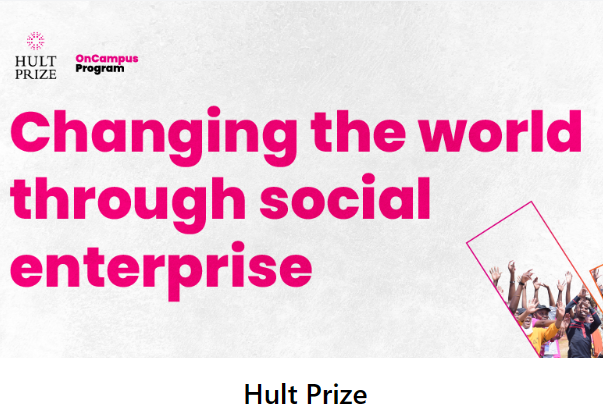 HULT
PRIZE
OnCampus
Program
Changing the world
through social
enterprise
Hult Prize